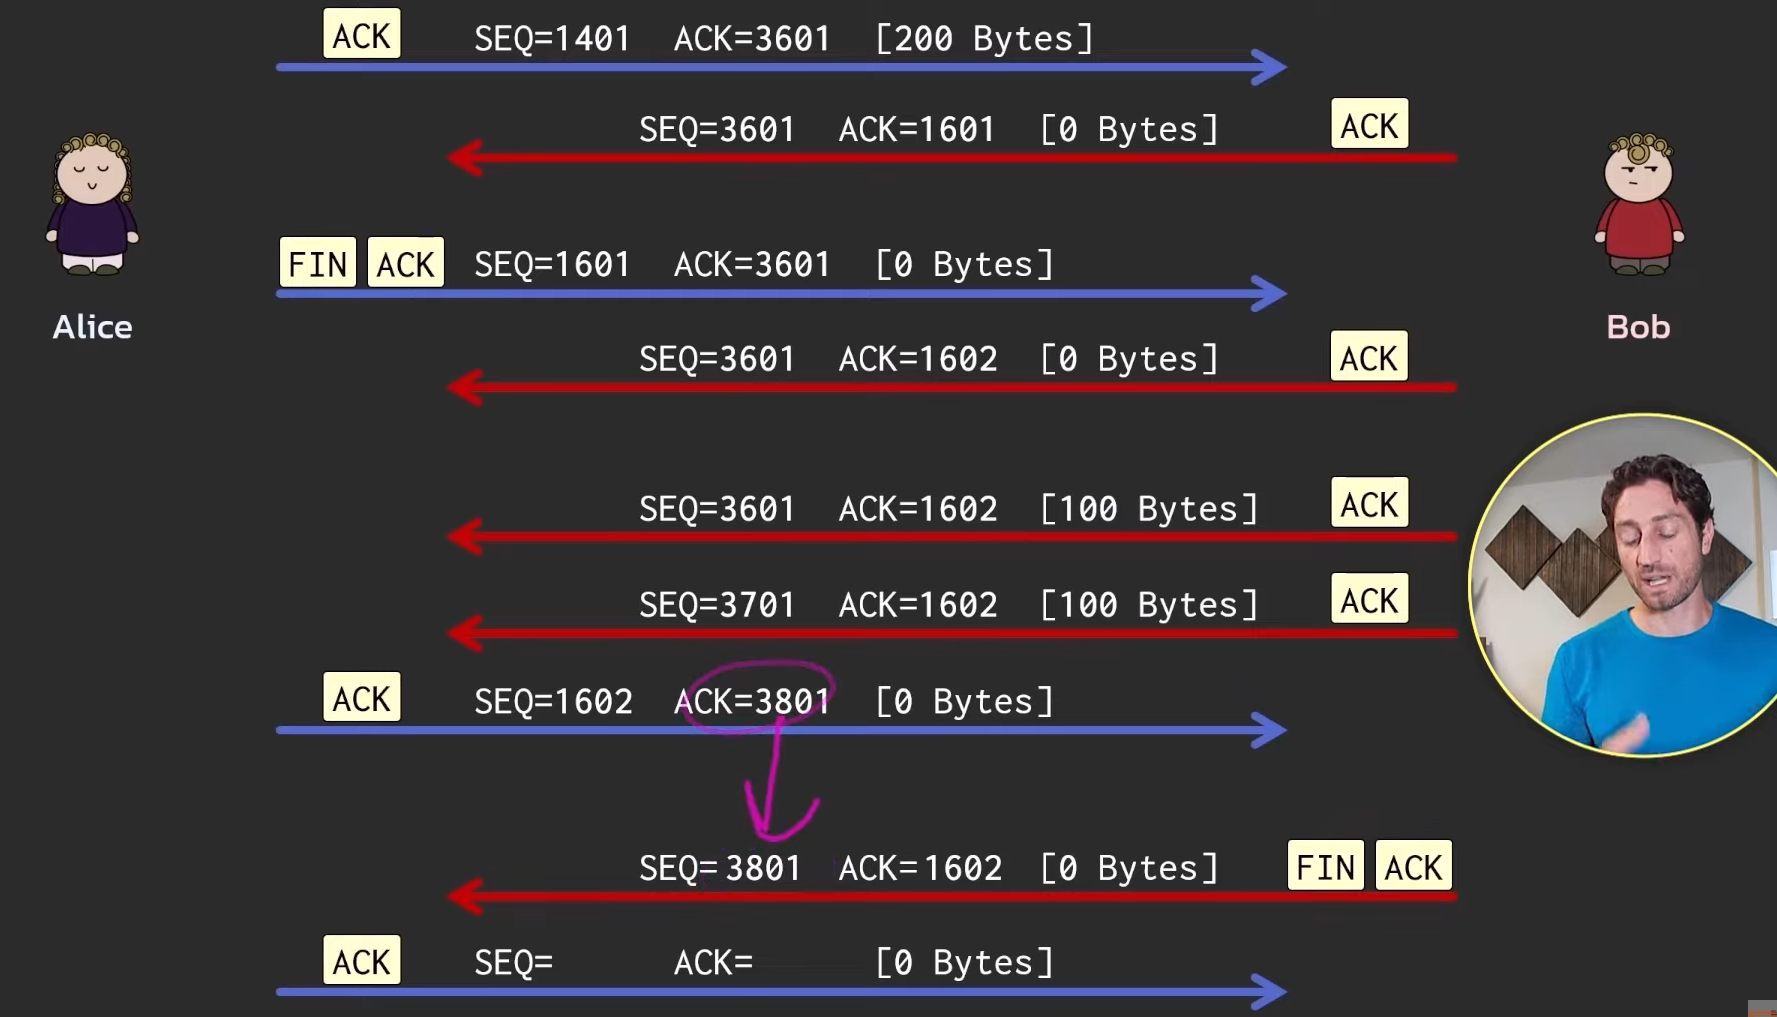 ACK SEQ=1401 ACK=3601 [200 Bytes]
SEQ=3601 ACK=1601 [0 Bytes] ACK
FIN ACK SEQ=1601 ACK=3601 [0 Bytes]
Alice
Bob
SEQ=3601 ACK=1602 [0 Bytes] ACK
SEQ=3601 ACK=1602 [100 Bytes] ACK
SEQ=3701 ACK=1602 [100 Bytes] ACK
ACK SEQ=1602 ACK=3801 [0 Bytes]
SEQ=3801 ACK=1602 [0 Bytes] FIN ACK
ACK SEQ= ACK= [0 Bytes]